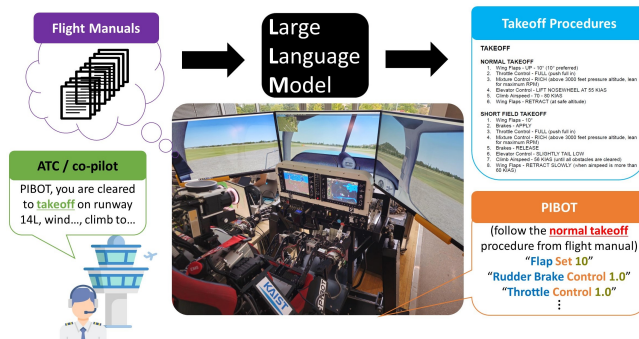 Flight Manuals
Large
Language
Model
Takeoff Procedures
TAKEOFF
NORMAL TAKEOFF
1. Wing Flaps - UP - 10° (10° preferred)
2. Throttle Control - FULL (push full in)
3. Mixture Control - RICH (above 3000 feet pressure altitude, lean
for maximum RPM)
4. Elevator Control - LIFT NOSEWHEEL AT 55 KIAS
5. Climb Airspeed - 70 - 80 KIAS
6. Wing Flaps - RETRACT (at safe altitude)
SHORT FIELD TAKEOFF
1. Wing Flaps - 10°
2. Brakes - APPLY
3. Throttle Control - FULL (push full in)
4. Mixture Control - RICH (above 3000 feet pressure altitude, lean
for maximum RPM)
5. Brakes - RELEASE
6. Elevator Control - SLIGHTLY TAIL LOW
7. Climb Airspeed - 56 KIAS (until all obstacles are cleared)
8. Wing Flaps - RETRACT SLOWLY (when airspeed is more than
60 KIAS)
ATC / co-pilot
PIBOT, you are cleared
to takeoff on runway
14L, wind..., climb to...
KAIST
PIBOT
PIBOT
(follow the normal takeoff
procedure from flight manual)
“Flap Set 10”
“Rudder Brake Control 1.0”
“Throttle Control 1.0”
⋮